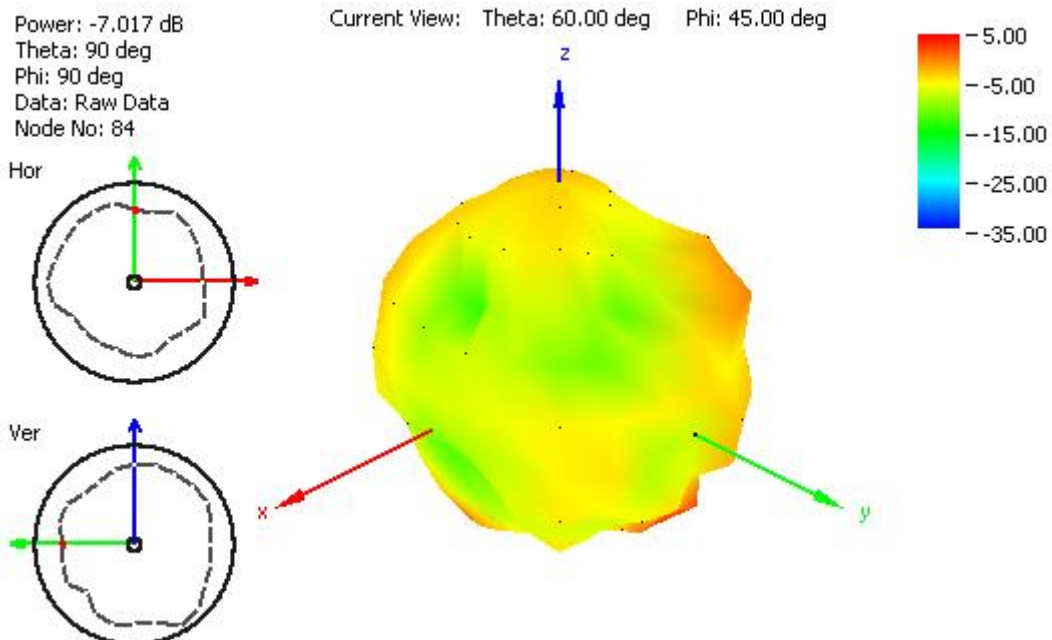 Power: -7.017 dB
Theta: 90 deg
Phi: 90 deg
Data: Raw Data
Node No: 84
Current View: Theta: 60.00 deg Phi: 45.00 deg
Hor
Ver
z
x
y
5.00
-5.00
-15.00
-25.00
-35.00